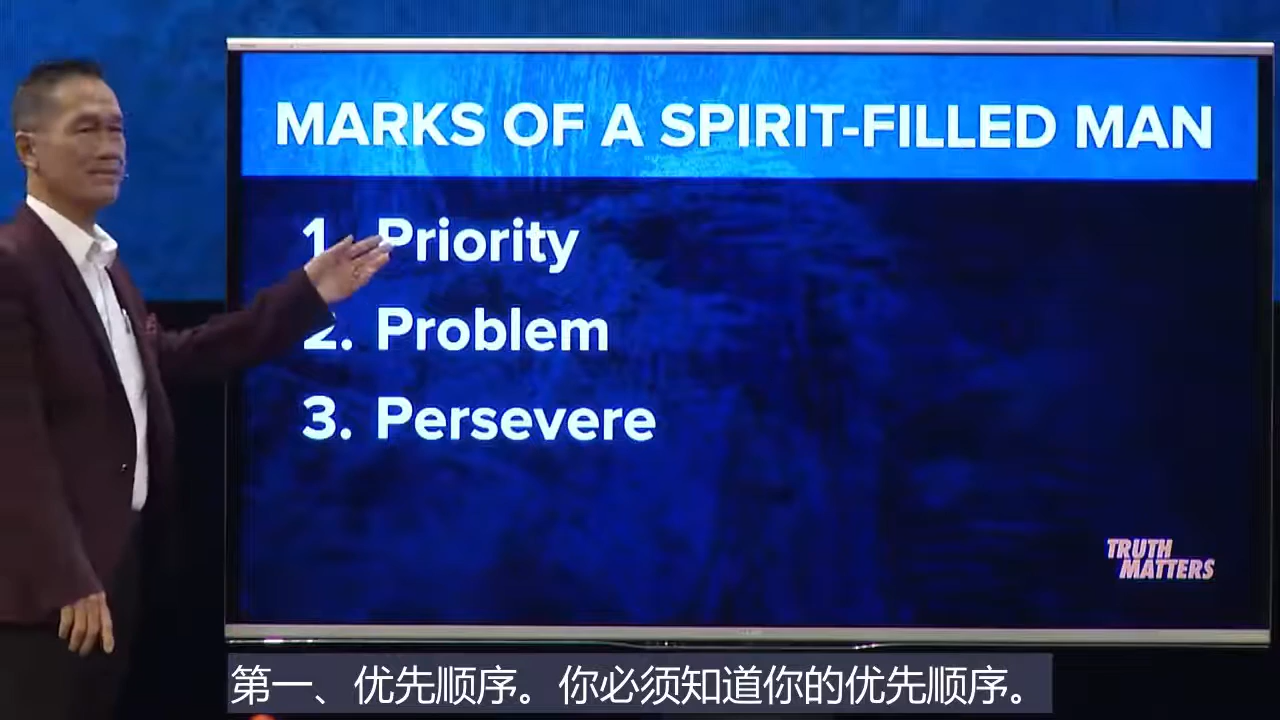 MARKS OF A SPIRIT-FILLED MAN
1. Priority
2. Problem
3. Persevere
TRUTH
MATTERS
第一、优先顺序。你必须知道你的优先顺序。